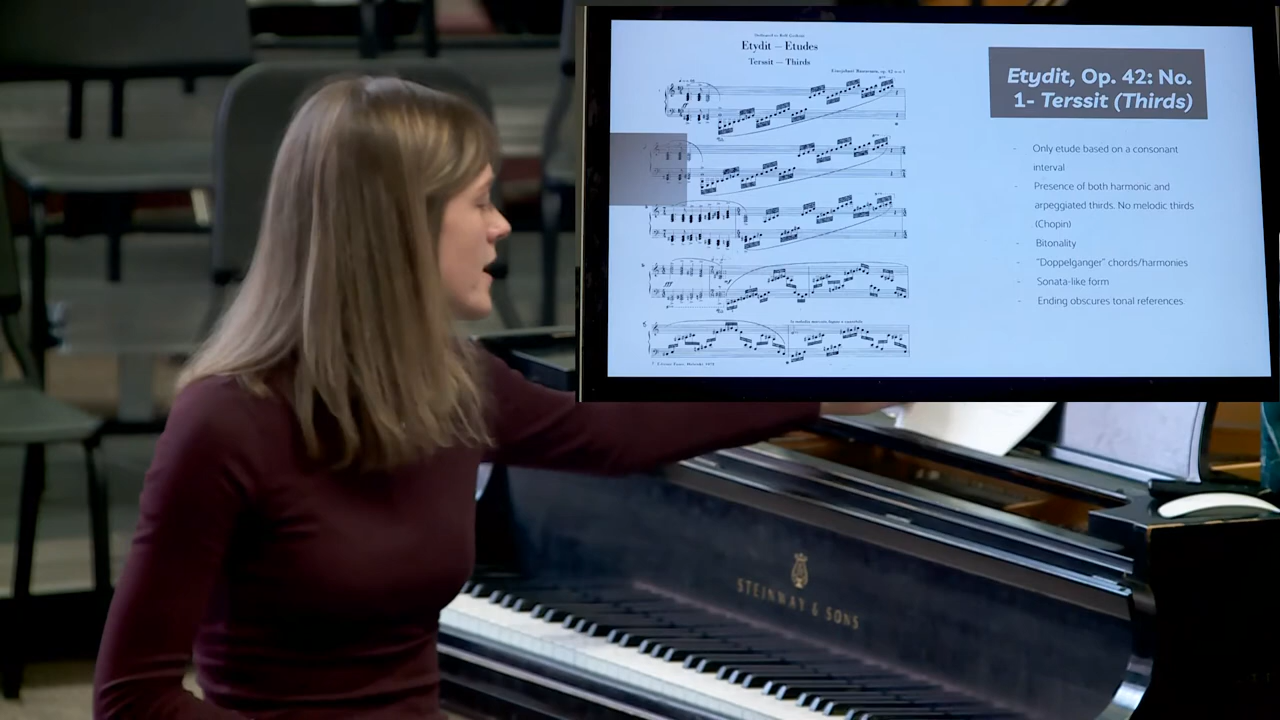 Etydit – Etudes
Terssit – Thirds
Einojuhani Rautavaara, op. 42 n:o 1
Etydit, Op. 42: No.
1- Terssit (Thirds)
- Only etude based on a consonant
interval
- Presence of both harmonic and
arpeggiated thirds. No melodic thirds
(Chopin)
- Bitonality
- "Doppelganger" chords/harmonies
- Sonata-like form
- Ending obscures tonal references
STEINWAY & SONS